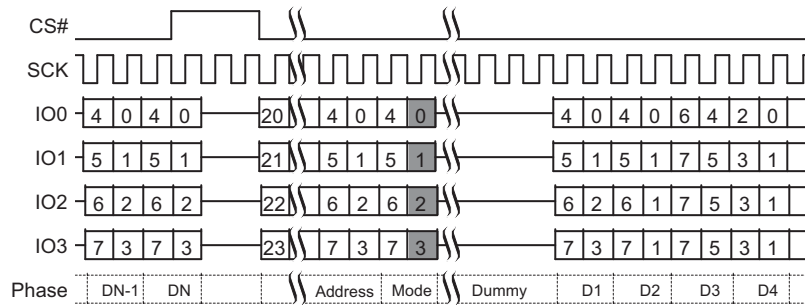 CS#
SCK
IO0 4 0 4 0 20 4 0 4 0 4 0 4 0 6 4 2 0
IO1 5 1 5 1 21 5 1 5 1 5 1 5 1 7 5 3 1
IO2 6 2 6 2 22 6 2 6 2 6 2 6 1 7 5 3 1
IO3 7 3 7 3 23 7 3 7 3 7 3 7 1 7 5 3 1
Phase DN-1 DN Address Mode Dummy D1 D2 D3 D4